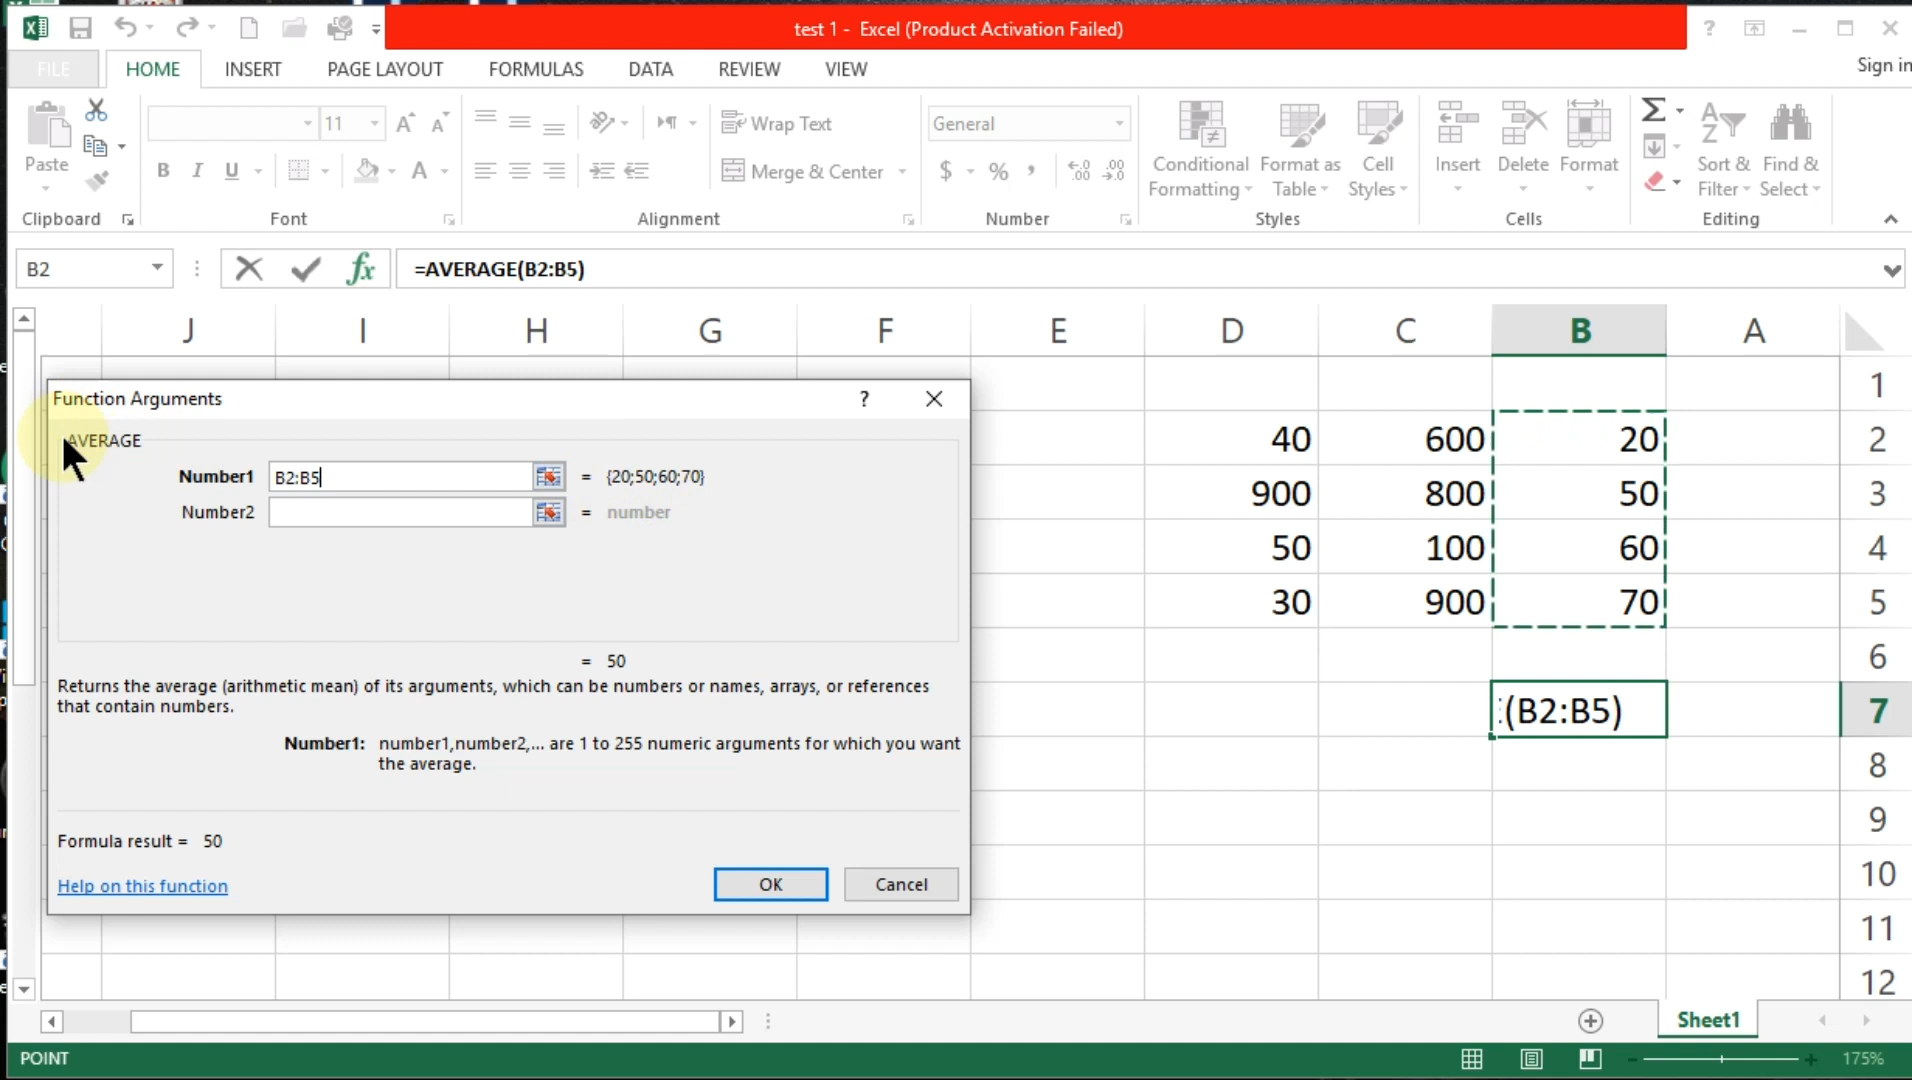 test 1 - Excel (Product Activation Failed)
?
FILE
HOME
INSERT
PAGE LAYOUT
FORMULAS
DATA
REVIEW
VIEW
Sign in
Paste
11
B I U
Wrap Text
Merge & Center
General
$ % ,
Conditional Formatting
Format as Table
Cell Styles
Insert
Delete
Format
Sort & Filter
Find & Select
Clipboard
Font
Alignment
Number
Styles
Cells
Editing
B2
fx
=AVERAGE(B2:B5)
J I H G F E D C B A
1
40 600 20 2
900 800 50 3
50 100 60 4
30 900 70 5
6
(B2:B5) 7
8
9
10
11
12
Function Arguments
?
AVERAGE
Number1 B2:B5 = {20;50;60;70}
Number2 = number
= 50
Returns the average (arithmetic mean) of its arguments, which can be numbers or names, arrays, or references
that contain numbers.
Number1: number1,number2,... are 1 to 255 numeric arguments for which you want
the average.
Formula result = 50
Help on this function
OK
Cancel
Sheet1
POINT
175%